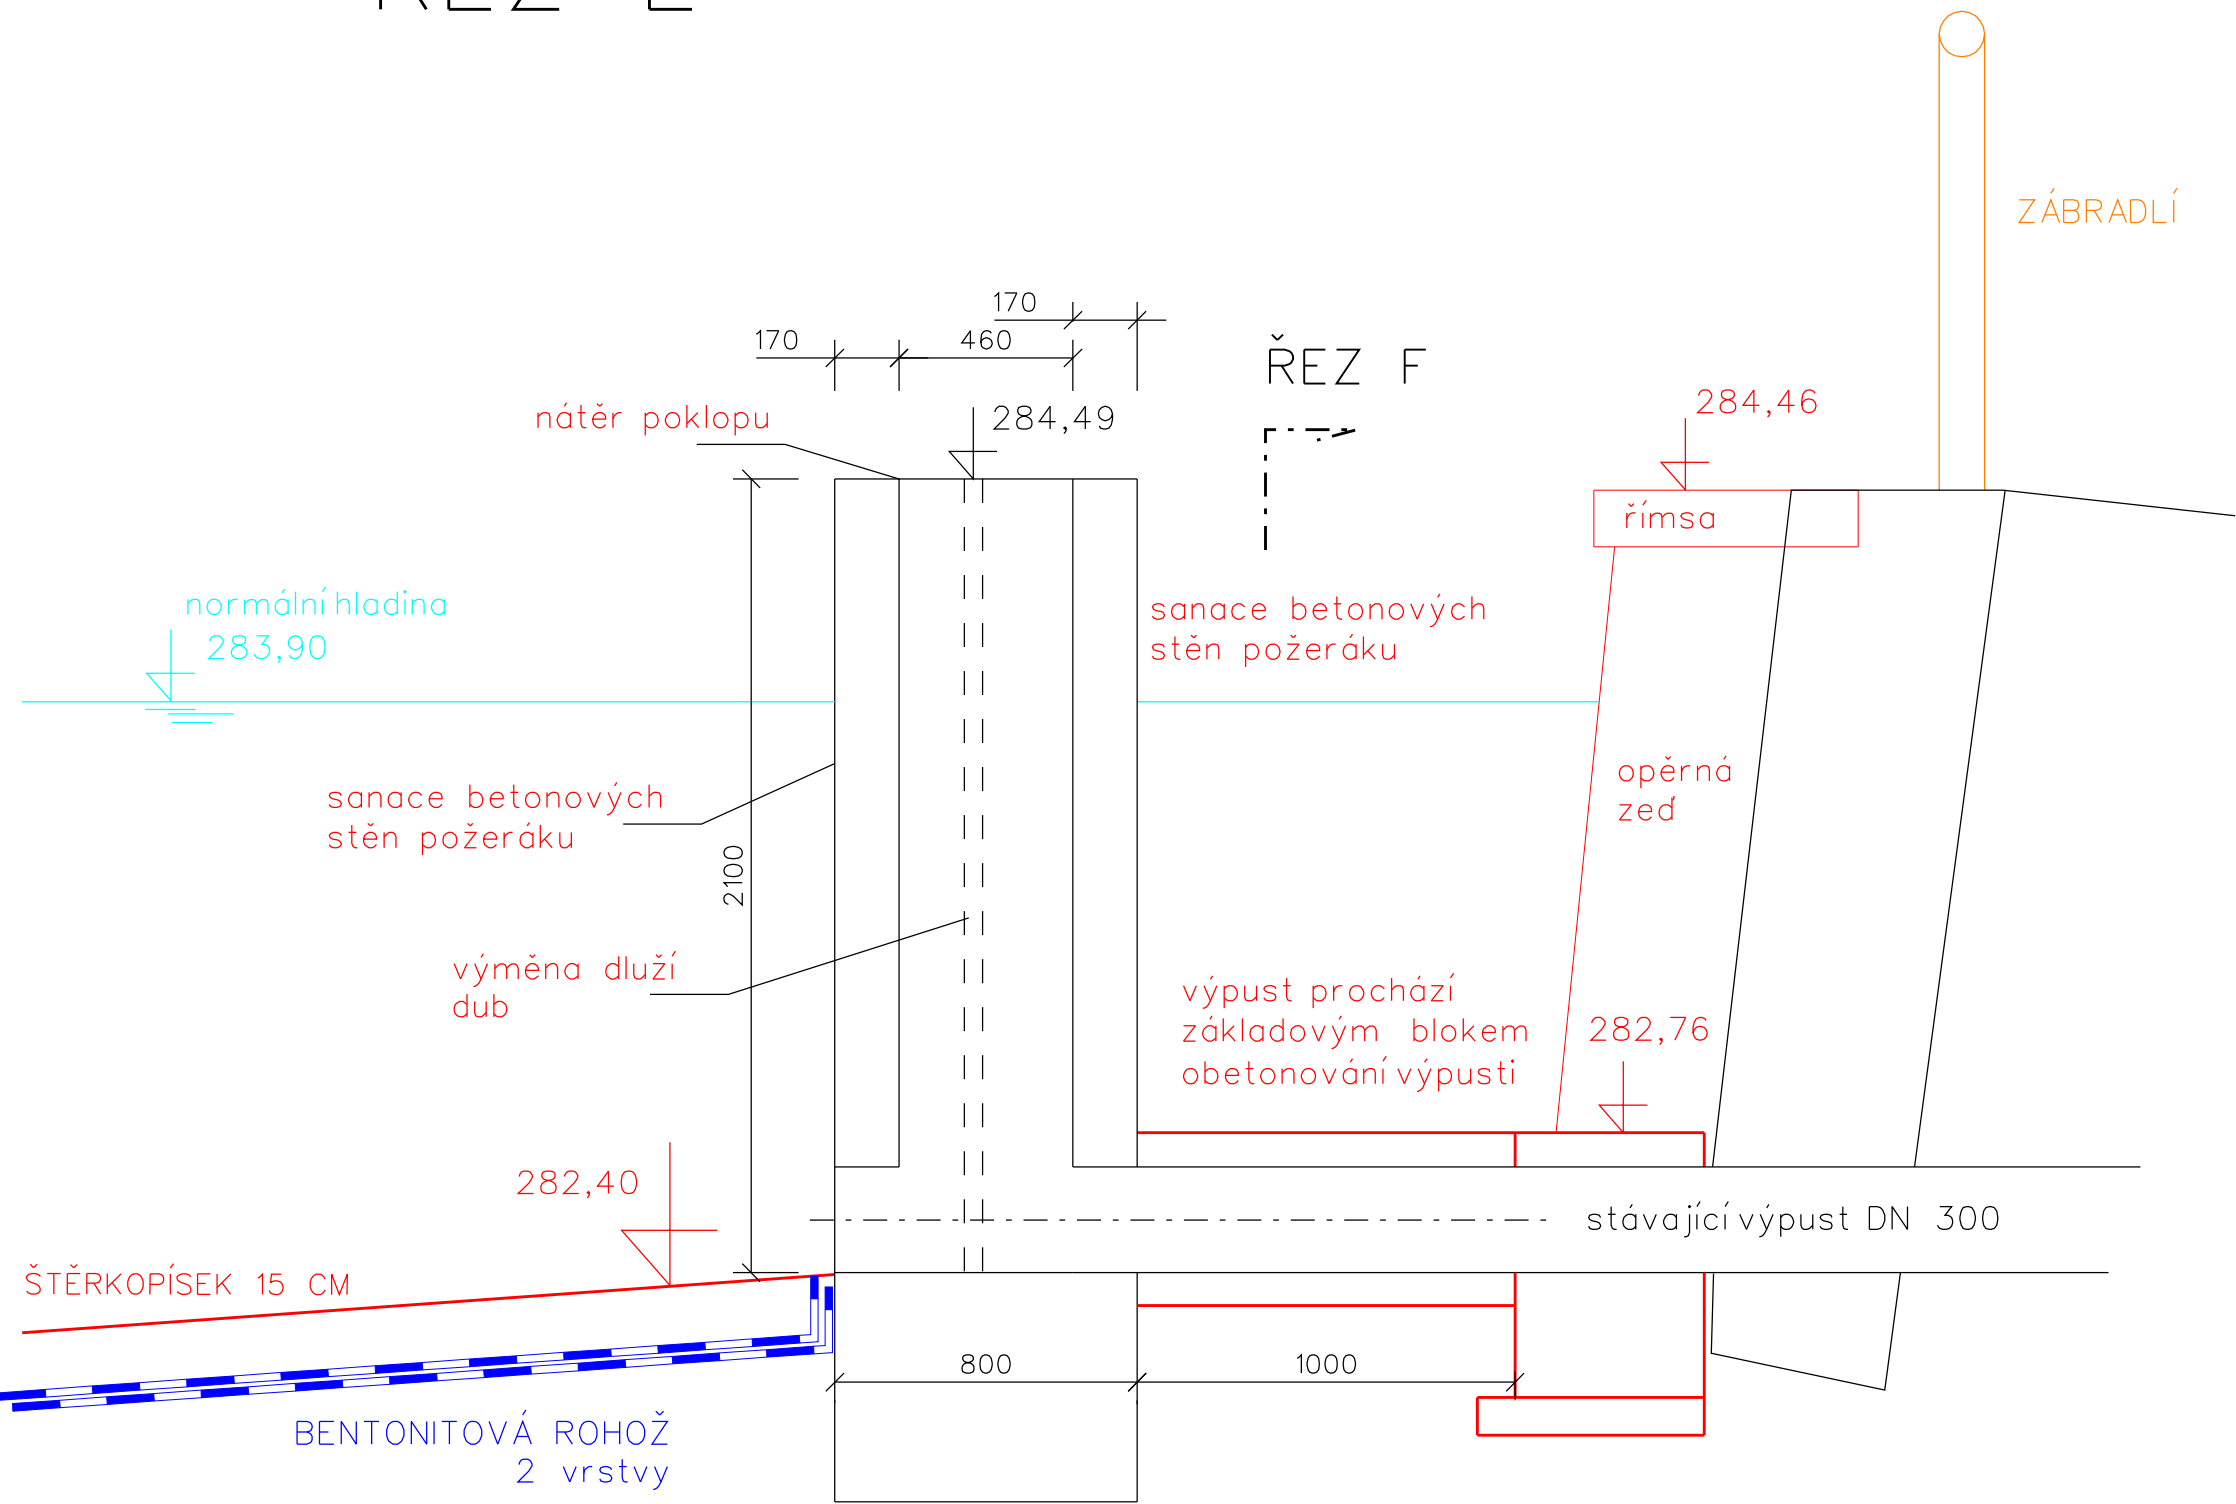 ŘEZ E
ZÁBRADLÍ
170
170
460
ŘEZ F
nátěr poklopu
284,49
284,46
římsa
normální hladina
283,90
sanace betonových
stěn požeráku
opěrná
zeď
sanace betonových
stěn požeráku
2100
výměna dluží
dub
výpust prochází
základovým blokem
obetonování výpusti
282,76
282,40
stávající výpust DN 300
ŠTĚRKOPÍSEK 15 CM
800
1000
BENTONITOVÁ ROHOŽ
2 vrstvy